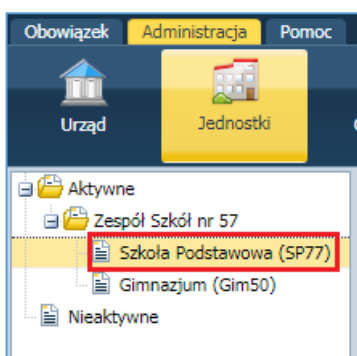 Obowiązek Administracja Pomoc
Urząd Jednostki
Aktywne
Zespół Szkół nr 57
Szkoła Podstawowa (SP77)
Gimnazjum (Gim50)
Nieaktywne